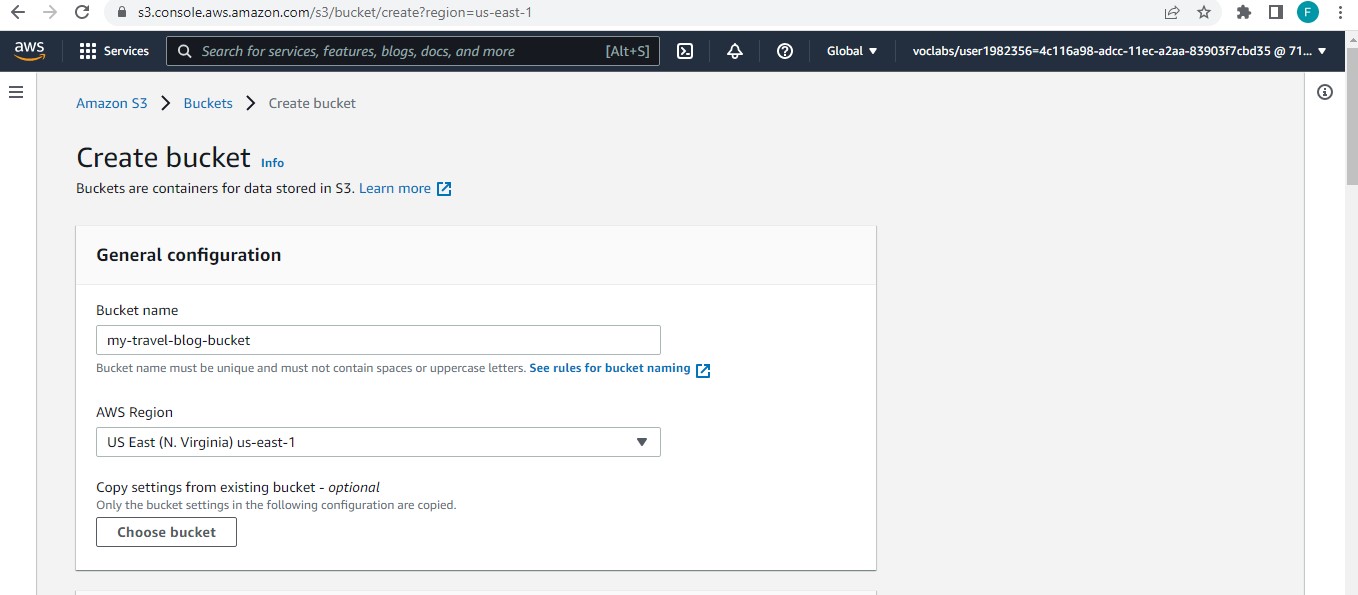 s3.console.aws.amazon.com/s3/bucket/create?region=us-east-1
F
aws Services Search for services, features, blogs, docs, and more [Alt+S] Global voclabs/user1982356=4c116a98-adcc-11ec-a2aa-83903f7cbd35 @ 71...
Amazon S3 Buckets Create bucket
Create bucket Info
Buckets are containers for data stored in S3. Learn more
General configuration
Bucket name
my-travel-blog-bucket
Bucket name must be unique and must not contain spaces or uppercase letters. See rules for bucket naming
AWS Region
US East (N. Virginia) us-east-1
Copy settings from existing bucket - optional
Only the bucket settings in the following configuration are copied.
Choose bucket